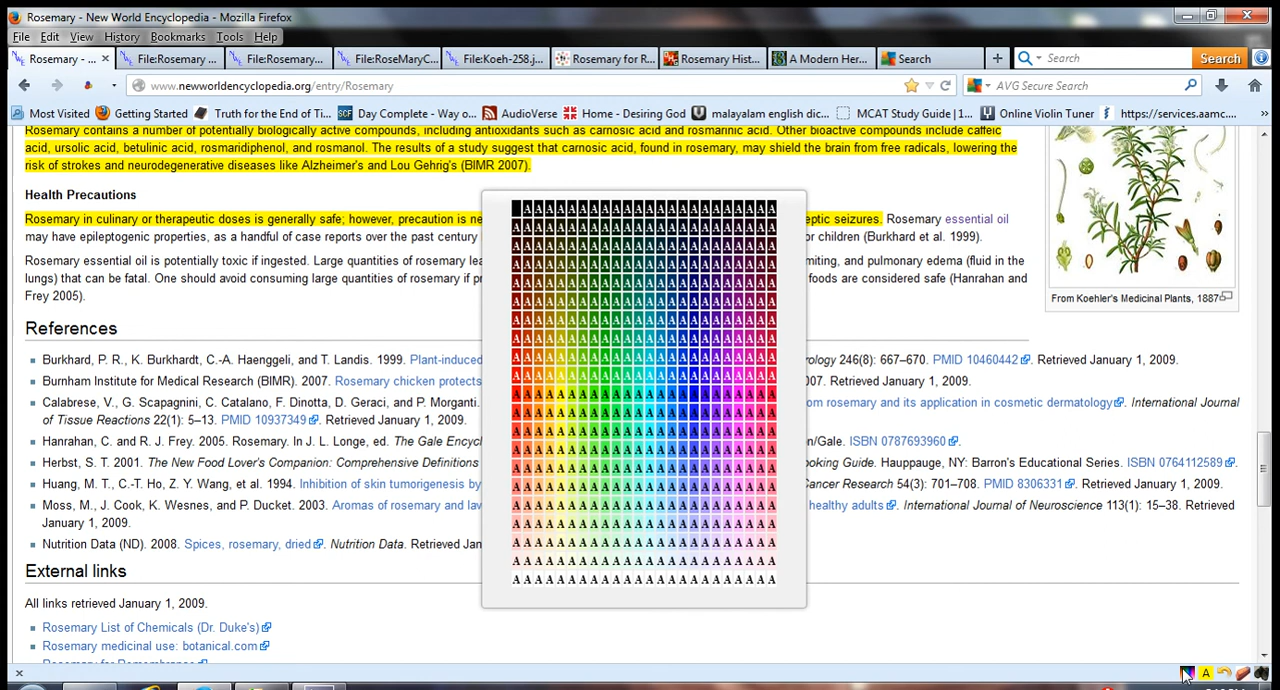 Rosemary - New World Encyclopedia - Mozilla Firefox
File Edit View History Bookmarks Tools Help
Rosemary - ... × File:Rosemary ... File:Rosemary... File:RoseMaryC... File:Koeh-258.j... Rosemary for R... Rosemary Hist... A Modern Her... Search + Search Search
www.newworldencyclopedia.org/entry/Rosemary AVG Secure Search
Most Visited Getting Started Truth for the End of Ti... SCF Day Complete - Way o... AudioVerse Home - Desiring God malayalam english dict... MCAT Study Guide | 1... Online Violin Tuner https://services.aamc... »
Rosemary contains a number of potentially biologically active compounds, including antioxidants such as carnosic acid and rosmarinic acid. Other bioactive compounds include caffeic
acid, ursolic acid, betulinic acid, rosmaridiphenol, and rosmanol. The results of a study suggest that carnosic acid, found in rosemary, may shield the brain from free radicals, lowering the
risk of strokes and neurodegenerative diseases like Alzheimer's and Lou Gehrig's (BIMR 2007).
Health Precautions
Rosemary in culinary or therapeutic doses is generally safe; however, precaution is ne eptic seizures. Rosemary essential oil
may have epileptogenic properties, as a handful of case reports over the past century or children (Burkhard et al. 1999).
Rosemary essential oil is potentially toxic if ingested. Large quantities of rosemary lea miting, and pulmonary edema (fluid in the
lungs) that can be fatal. One should avoid consuming large quantities of rosemary if p foods are considered safe (Hanrahan and
Frey 2005).
From Koehler's Medicinal Plants, 1887
References
Burkhard, P. R., K. Burkhardt, C.-A. Haenggeli, and T. Landis. 1999. Plant-induced rology 246(8): 667–670. PMID 10460442. Retrieved January 1, 2009.
Burnham Institute for Medical Research (BIMR). 2007. Rosemary chicken protects 007. Retrieved January 1, 2009.
Calabrese, V., G. Scapagnini, C. Catalano, F. Dinotta, D. Geraci, and P. Morganti. om rosemary and its application in cosmetic dermatology. International Journal
of Tissue Reactions 22(1): 5–13. PMID 10937349. Retrieved January 1, 2009.
Hanrahan, C. and R. J. Frey. 2005. Rosemary. In J. L. Longe, ed. The Gale Encycl n/Gale. ISBN 0787693960.
Herbst, S. T. 2001. The New Food Lover's Companion: Comprehensive Definitions ooking Guide. Hauppauge, NY: Barron's Educational Series. ISBN 0764112589.
Huang, M. T., C.-T. Ho, Z. Y. Wang, et al. 1994. Inhibition of skin tumorigenesis by Cancer Research 54(3): 701–708. PMID 8306331. Retrieved January 1, 2009.
Moss, M., J. Cook, K. Wesnes, and P. Ducket. 2003. Aromas of rosemary and lav healthy adults. International Journal of Neuroscience 113(1): 15–38. Retrieved
January 1, 2009.
Nutrition Data (ND). 2008. Spices, rosemary, dried. Nutrition Data. Retrieved Jan
External links
All links retrieved January 1, 2009.
Rosemary List of Chemicals (Dr. Duke's)
Rosemary medicinal use: botanical.com
A